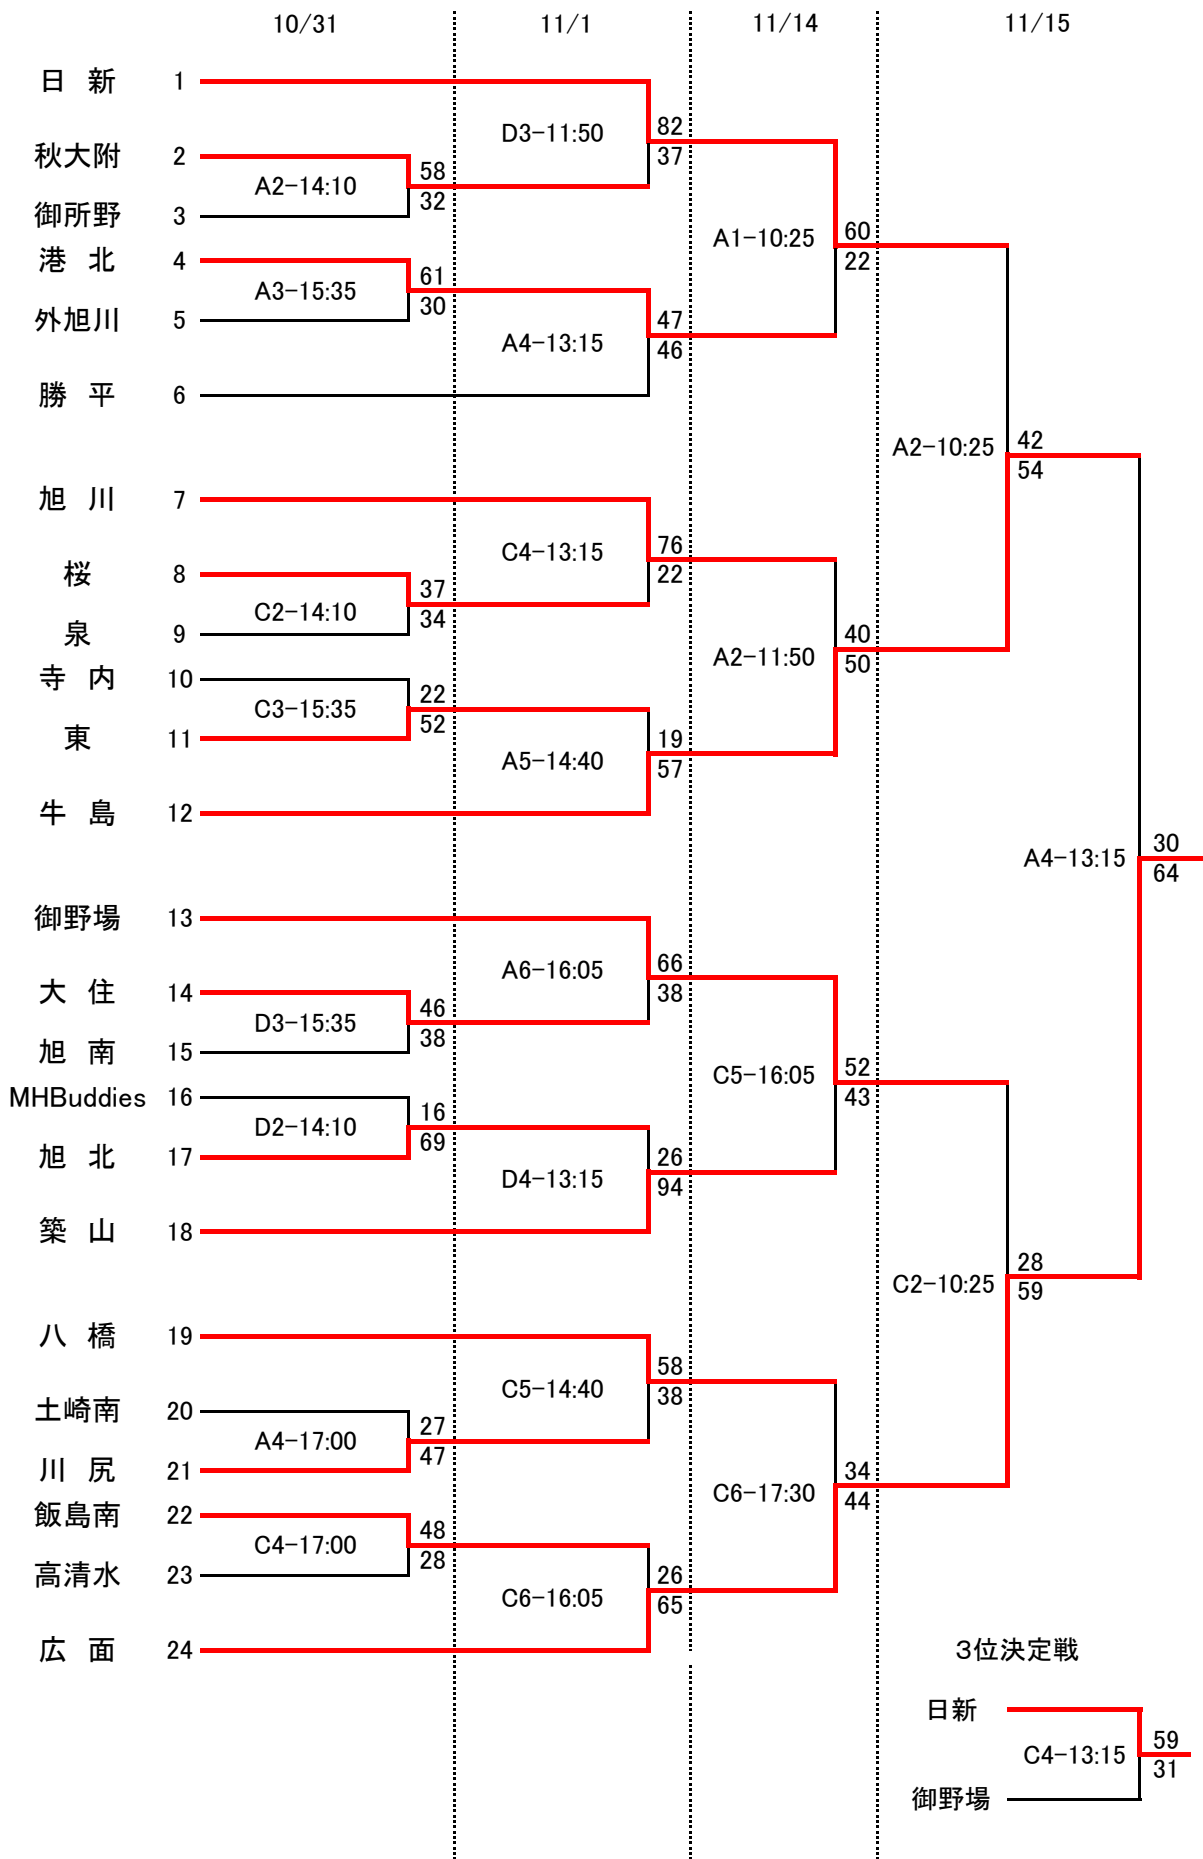 10/31 11/1 11/14 11/15
日 新 1
D3-11:50 82
37
秋大附 2
A2-14:10 58
32
御所野 3
A1-10:25 60
22
港 北 4
A3-15:35 61
30
外旭川 5
A4-13:15 47
46
勝 平 6
A2-10:25 42
54
旭 川 7
C4-13:15 76
22
桜 8
C2-14:10 37
34
泉 9
A2-11:50 40
50
寺 内 10
C3-15:35 22
52
東 11
A5-14:40 19
57
牛 島 12
A4-13:15 30
64
御野場 13
A6-16:05 66
38
大 住 14
D3-15:35 46
38
旭 南 15
C5-16:05 52
43
MHBuddies 16
D2-14:10 16
69
旭 北 17
D4-13:15 26
94
築 山 18
C2-10:25 28
59
八 橋 19
C5-14:40 58
38
土崎南 20
A4-17:00 27
47
川 尻 21
C6-17:30 34
44
飯島南 22
C4-17:00 48
28
高清水 23
C6-16:05 26
65
広 面 24
3位決定戦
日新
C4-13:15 59
31
御野場